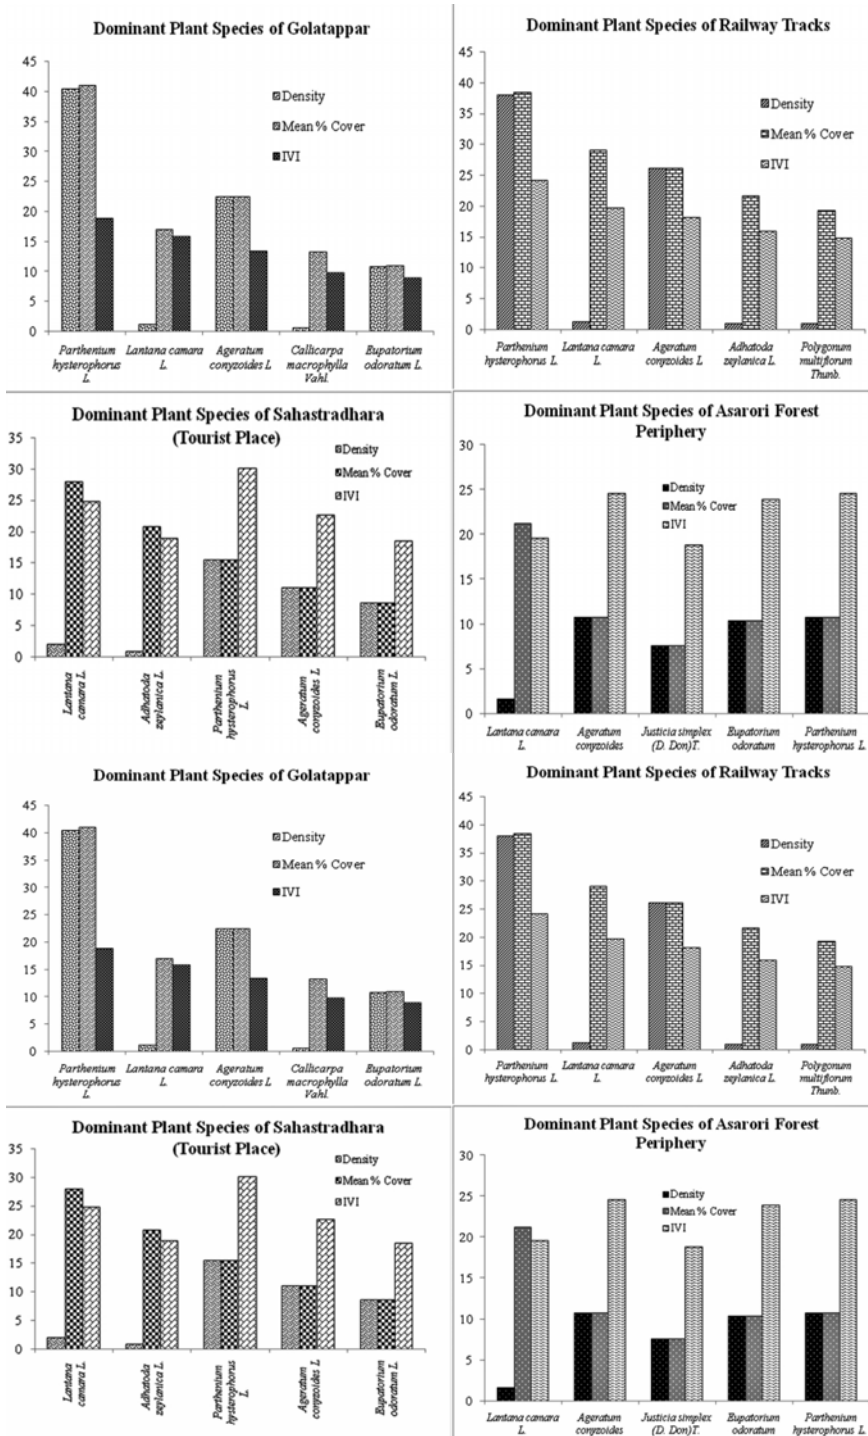 Dominant Plant Species of Golatappar
45
40
35
30
25
20
15
10
5
0
Density
Mean % Cover
IVI
Parthenium
hysterophorus
L.
Lantana camara
L.
Ageratum
conyzoides L
Callicarpa
macrophylla
Vahl.
Eupatorium
odoratum L.
Dominant Plant Species of Railway Tracks
45
40
35
30
25
20
15
10
5
0
Density
Mean % Cover
IVI
Parthenium
hysterophorus L.
Lantana camara
L.
Ageratum
conyzoides L
Adhatoda
zeylanica L.
Polygonum
multiflorum
Thunb.
Dominant Plant Species of Sahastradhara
(Tourist Place)
35
30
25
20
15
10
5
0
Density
Mean % Cover
IVI
Lantana
camara L.
Adhatoda
zeylanica L.
Parthenium
hysterophorus
L.
Ageratum
conyzoides L
Eupatorium
odoratum L.
Dominant Plant Species of Asarori Forest
Periphery
30
25
20
15
10
5
0
Density
Mean % Cover
IVI
Lantana camara
L.
Ageratum
conyzoides
Justicia simplex
(D. Don)T.
Eupatorium
odoratum
Parthenium
hysterophorus L.
Dominant Plant Species of Golatappar
45
40
35
30
25
20
15
10
5
0
Density
Mean % Cover
IVI
Parthenium
hysterophorus
L.
Lantana camara
L.
Ageratum
conyzoides L
Callicarpa
macrophylla
Vahl.
Eupatorium
odoratum L.
Dominant Plant Species of Railway Tracks
45
40
35
30
25
20
15
10
5
0
Density
Mean % Cover
IVI
Parthenium
hysterophorus L.
Lantana camara
L.
Ageratum
conyzoides L
Adhatoda
zeylanica L.
Polygonum
multiflorum
Thunb.
Dominant Plant Species of Sahastradhara
(Tourist Place)
35
30
25
20
15
10
5
0
Density
Mean % Cover
IVI
Lantana
camara L.
Adhatoda
zeylanica L.
Parthenium
hysterophorus
L.
Ageratum
conyzoides L
Eupatorium
odoratum L.
Dominant Plant Species of Asarori Forest
Periphery
30
25
20
15
10
5
0
Density
Mean % Cover
IVI
Lantana camara
L.
Ageratum
conyzoides
Justicia simplex
(D. Don)T.
Eupatorium
odoratum
Parthenium
hysterophorus L.